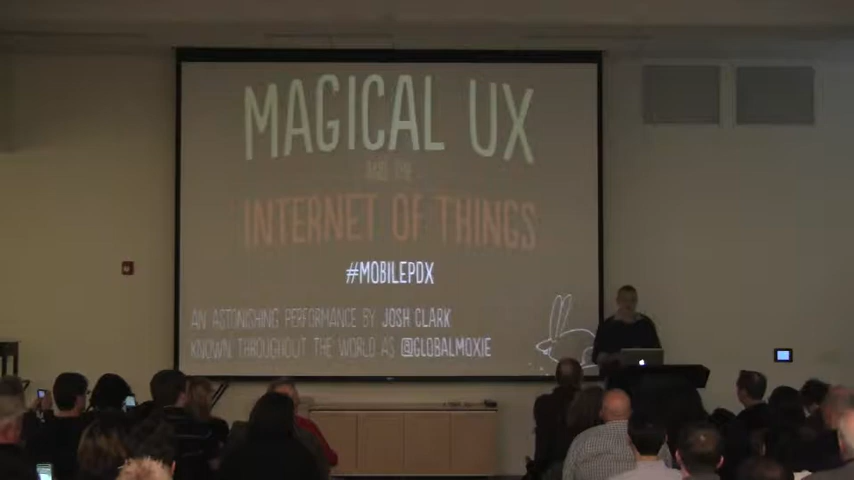 MAGICAL UX
AND THE
INTERNET OF THINGS
#MOBILEPDX
AN ASTONISHING PERFORMANCE BY JOSH CLARK
KNOWN THROUGHOUT THE WORLD AS @GLOBALMOXIE